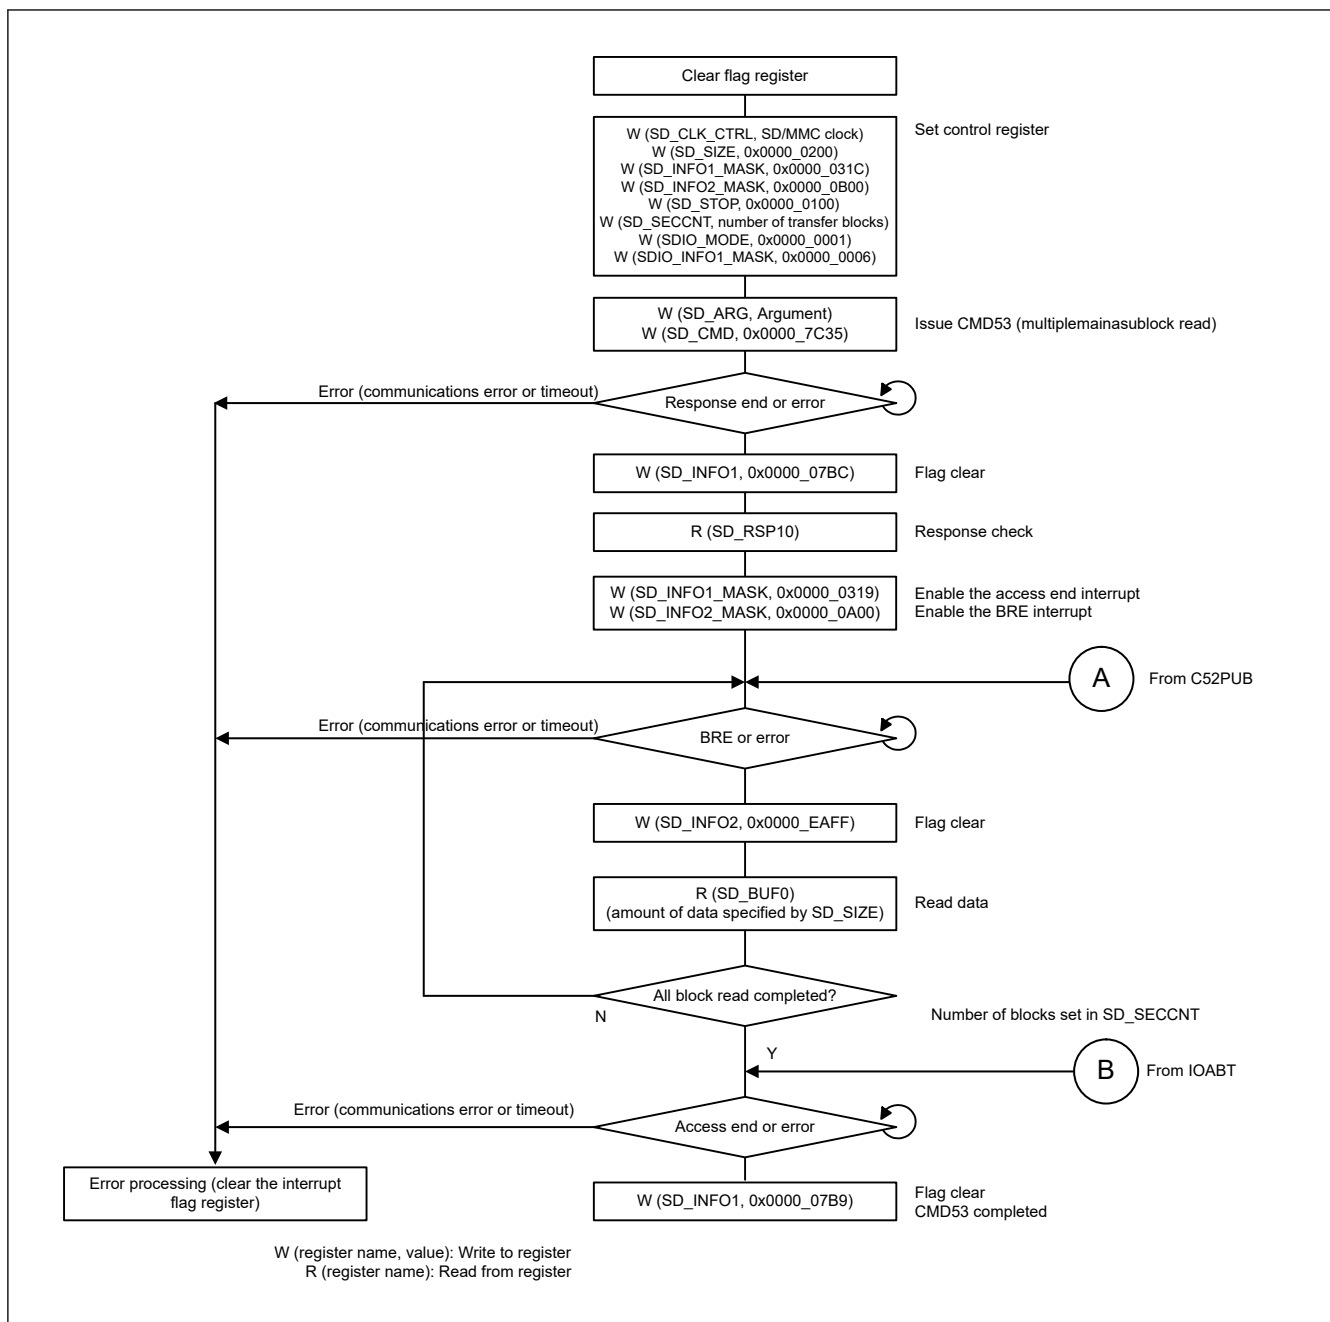 Clear flag register
W (SD_CLK_CTRL, SD/MMC clock)
W (SD_SIZE, 0x0000_0200)
W (SD_INFO1_MASK, 0x0000_031C)
W (SD_INFO2_MASK, 0x0000_0B00)
W (SD_STOP, 0x0000_0100)
W (SD_SECCNT, number of transfer blocks)
W (SDIO_MODE, 0x0000_0001)
W (SDIO_INFO1_MASK, 0x0000_0006)
Set control register
W (SD_ARG, Argument)
W (SD_CMD, 0x0000_7C35)
Issue CMD53 (multiplemainasublock read)
Error (communications error or timeout)
Response end or error
W (SD_INFO1, 0x0000_07BC)
Flag clear
R (SD_RSP10)
Response check
W (SD_INFO1_MASK, 0x0000_0319)
W (SD_INFO2_MASK, 0x0000_0A00)
Enable the access end interrupt
Enable the BRE interrupt
A
From C52PUB
Error (communications error or timeout)
BRE or error
W (SD_INFO2, 0x0000_EAFF)
Flag clear
R (SD_BUF0)
(amount of data specified by SD_SIZE)
Read data
All block read completed?
N
Number of blocks set in SD_SECCNT
Y
B
From IOABT
Error (communications error or timeout)
Access end or error
Error processing (clear the interrupt
flag register)
W (SD_INFO1, 0x0000_07B9)
Flag clear
CMD53 completed
W (register name, value): Write to register
R (register name): Read from register